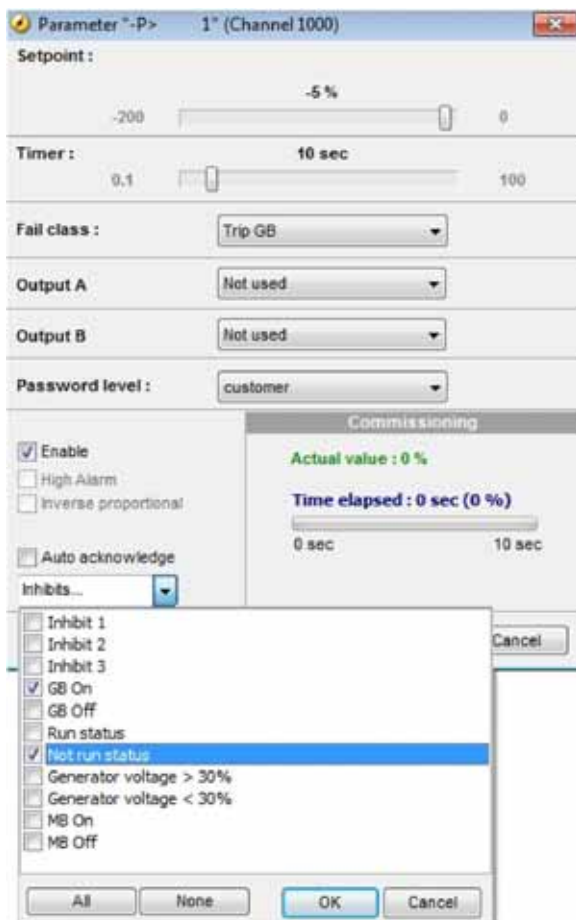 Parameter "-P> 1" (Channel 1000)
Setpoint :
-5 %
-200 0
Timer : 10 sec
0.1 100
Fail class : Trip GB
Output A Not used
Output B Not used
Password level : customer
Commissioning
Enable
High Alarm
Inverse proportional
Actual value : 0 %
Time elapsed : 0 sec (0 %)
0 sec 10 sec
Auto acknowledge
Inhibits...
Inhibit 1
Inhibit 2
Inhibit 3
GB On
GB Off
Run status
Not run status
Generator voltage > 30%
Generator voltage < 30%
MB On
MB Off
Cancel
All None OK Cancel